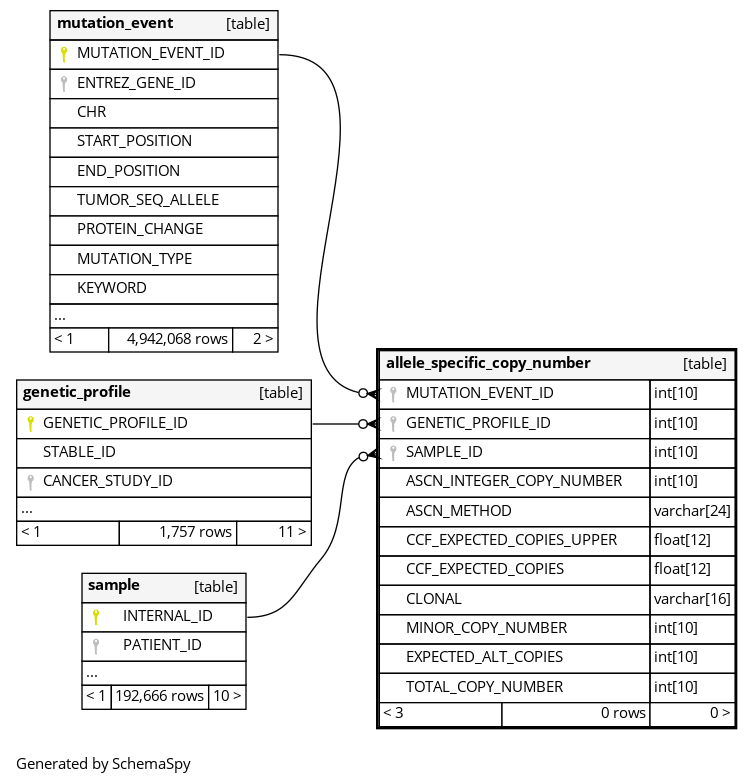 mutation_event [table]
MUTATION_EVENT_ID
ENTREZ_GENE_ID
CHR
START_POSITION
END_POSITION
TUMOR_SEQ_ALLELE
PROTEIN_CHANGE
MUTATION_TYPE
KEYWORD
...
< 1 4,942,068 rows 2 >
genetic_profile [table]
GENETIC_PROFILE_ID
STABLE_ID
CANCER_STUDY_ID
...
< 1 1,757 rows 11 >
sample [table]
INTERNAL_ID
PATIENT_ID
...
< 1 192,666 rows 10 >
allele_specific_copy_number [table]
MUTATION_EVENT_ID int[10]
GENETIC_PROFILE_ID int[10]
SAMPLE_ID int[10]
ASCN_INTEGER_COPY_NUMBER int[10]
ASCN_METHOD varchar[24]
CCF_EXPECTED_COPIES_UPPER float[12]
CCF_EXPECTED_COPIES float[12]
CLONAL varchar[16]
MINOR_COPY_NUMBER int[10]
EXPECTED_ALT_COPIES int[10]
TOTAL_COPY_NUMBER int[10]
< 3 0 rows 0 >
Generated by SchemaSpy